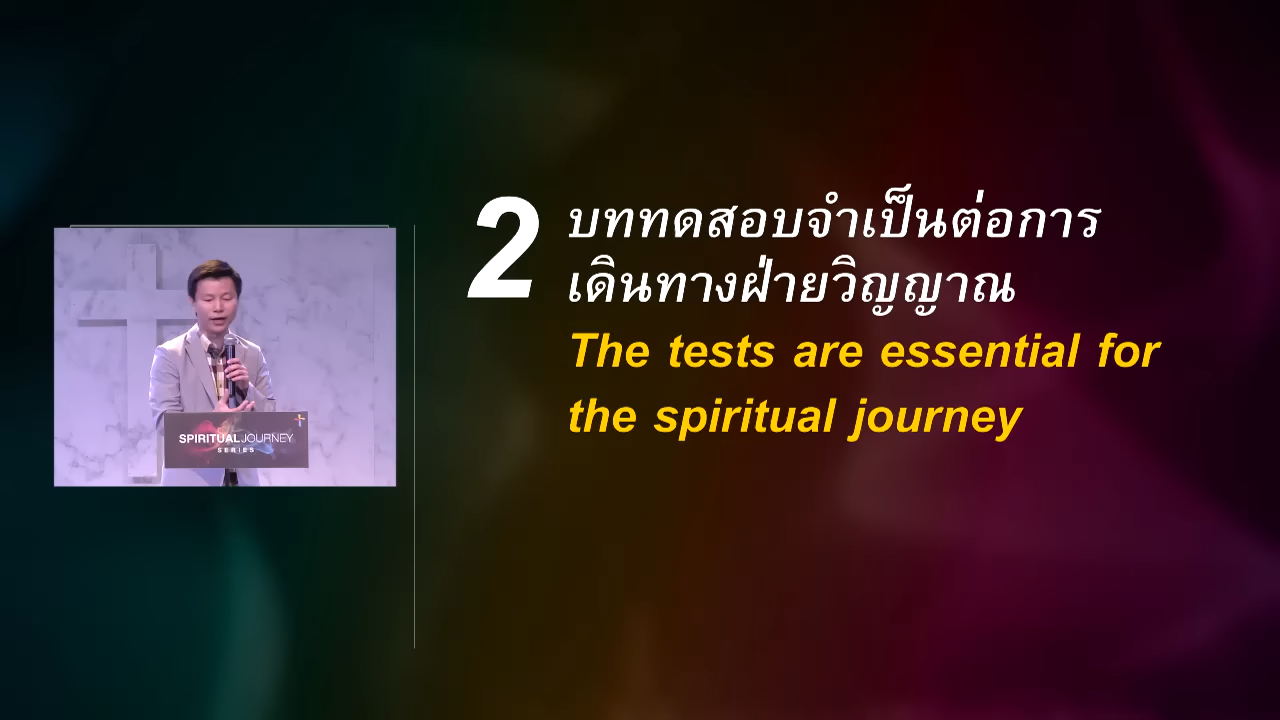 SPIRITUAL JOURNEY
SERIES
2
บททดสอบจำเป็นต่อการ
เดินทางฝ่ายวิญญาณ
The tests are essential for
the spiritual journey